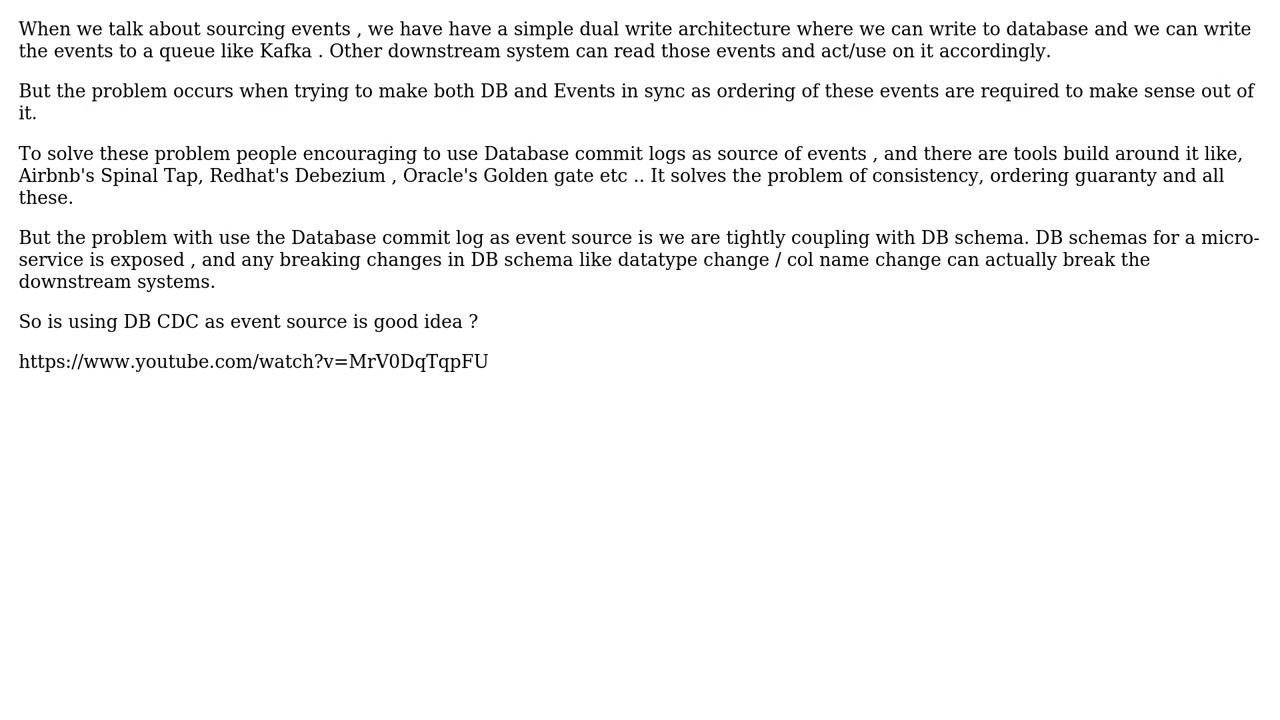 When we talk about sourcing events , we have have a simple dual write architecture where we can write to database and we can write
the events to a queue like Kafka . Other downstream system can read those events and act/use on it accordingly.
But the problem occurs when trying to make both DB and Events in sync as ordering of these events are required to make sense out of
it.
To solve these problem people encouraging to use Database commit logs as source of events , and there are tools build around it like,
Airbnb's Spinal Tap, Redhat's Debezium , Oracle's Golden gate etc .. It solves the problem of consistency, ordering guaranty and all
these.
But the problem with use the Database commit log as event source is we are tightly coupling with DB schema. DB schemas for a micro-
service is exposed , and any breaking changes in DB schema like datatype change / col name change can actually break the
downstream systems.
So is using DB CDC as event source is good idea ?
https://www.youtube.com/watch?v=MrV0DqTqpFU